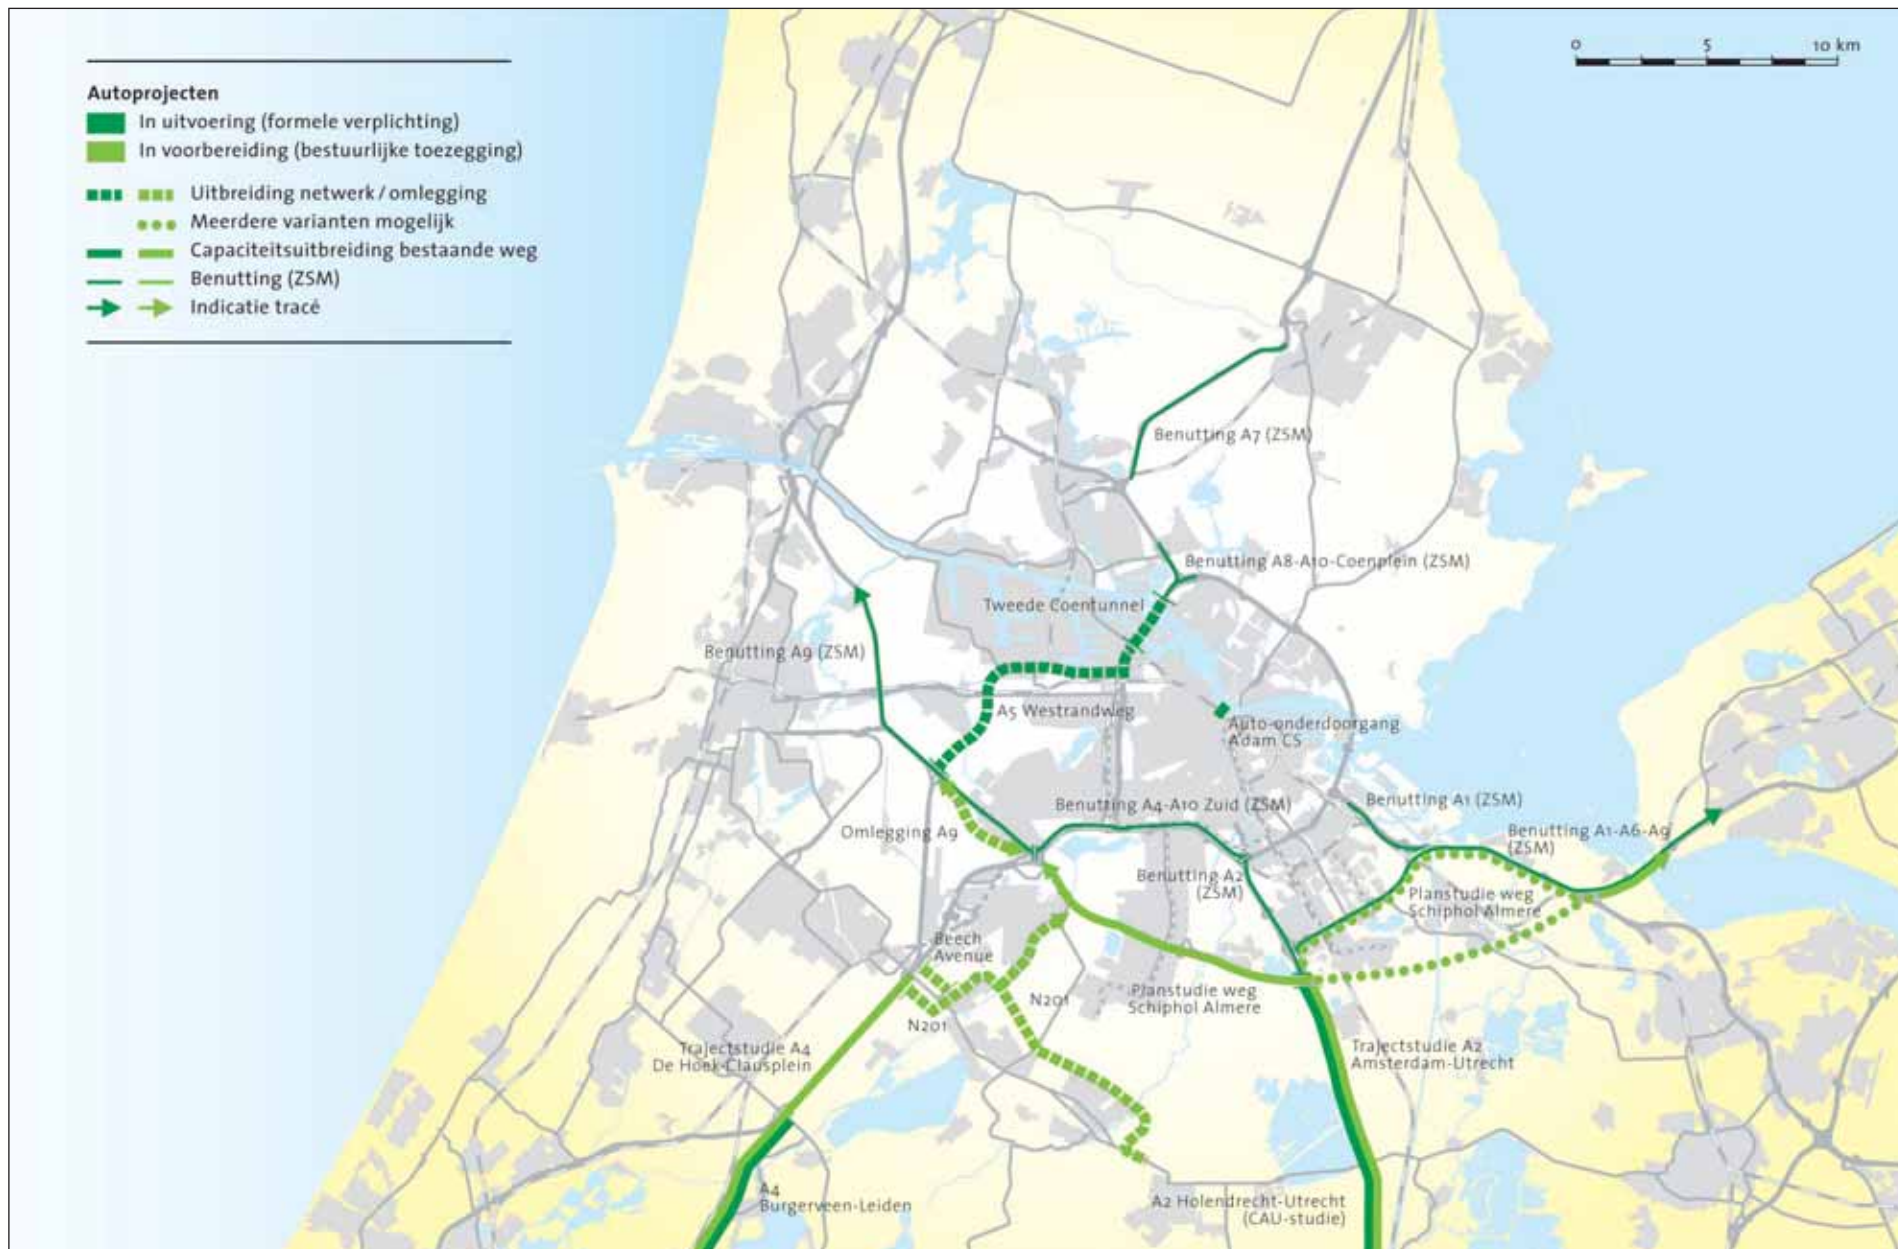 0 5 10 km
Autoprojecten
In uitvoering (formele verplichting)
In voorbereiding (bestuurlijke toezegging)
Uitbreiding netwerk / omlegging
Meerdere varianten mogelijk
Capaciteitsuitbreiding bestaande weg
Benutting (ZSM)
Indicatie tracé
Benutting A7 (ZSM)
Benutting A8-A10-Coenplein (ZSM)
Tweede Coentunnel
Benutting A9 (ZSM)
A5 Westrandweg
Auto-onderdoorgang
Adam CS
Benutting A4-A10 Zuid (ZSM)
Benutting A1 (ZSM)
Omlegging A9
Benutting A1-A6-A9
(ZSM)
Benutting A2
(ZSM)
Planstudie weg
Schiphol Almere
Beech
Avenue
N201
Planstudie weg
Schiphol Almere
N201
Trajectstudie A4
De Hoek-Clausplein
Trajectstudie A2
Amsterdam-Utrecht
A4
Burgerveen-Leiden
A2 Holendrecht-Utrecht
(CAU-studie)